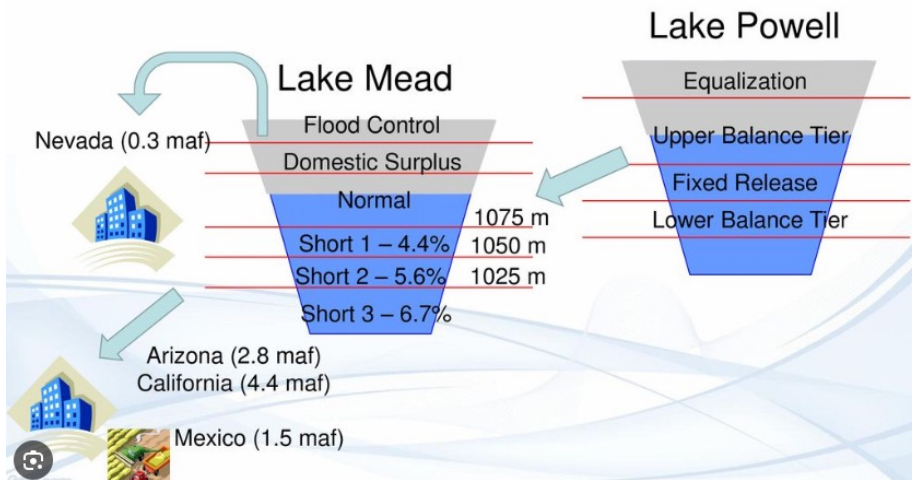 Lake Powell
Equalization
Upper Balance Tier
Fixed Release
Lower Balance Tier
Lake Mead
Flood Control
Domestic Surplus
Normal
1075 m
Short 1 – 4.4%
1050 m
Short 2 – 5.6%
1025 m
Short 3 – 6.7%
Nevada (0.3 maf)
Arizona (2.8 maf)
California (4.4 maf)
Mexico (1.5 maf)